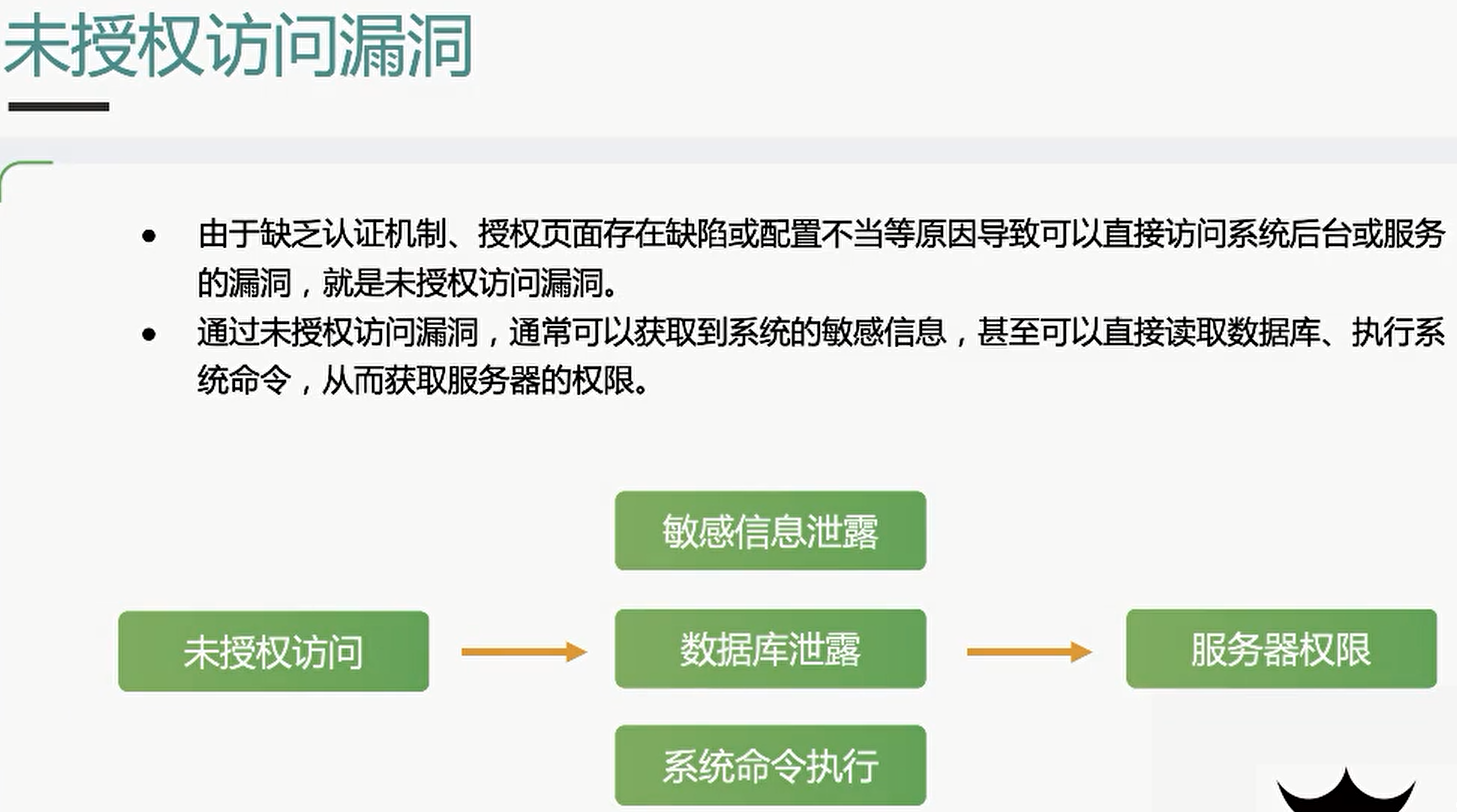 未授权访问漏洞
● 由于缺乏认证机制、授权页面存在缺陷或配置不当等原因导致可以直接访问系统后台或服务
的漏洞，就是未授权访问漏洞。
● 通过未授权访问漏洞，通常可以获取到系统的敏感信息，甚至可以直接读取数据库、执行系
统命令，从而获取服务器的权限。
敏感信息泄露
未授权访问
数据库泄露
服务器权限
系统命令执行